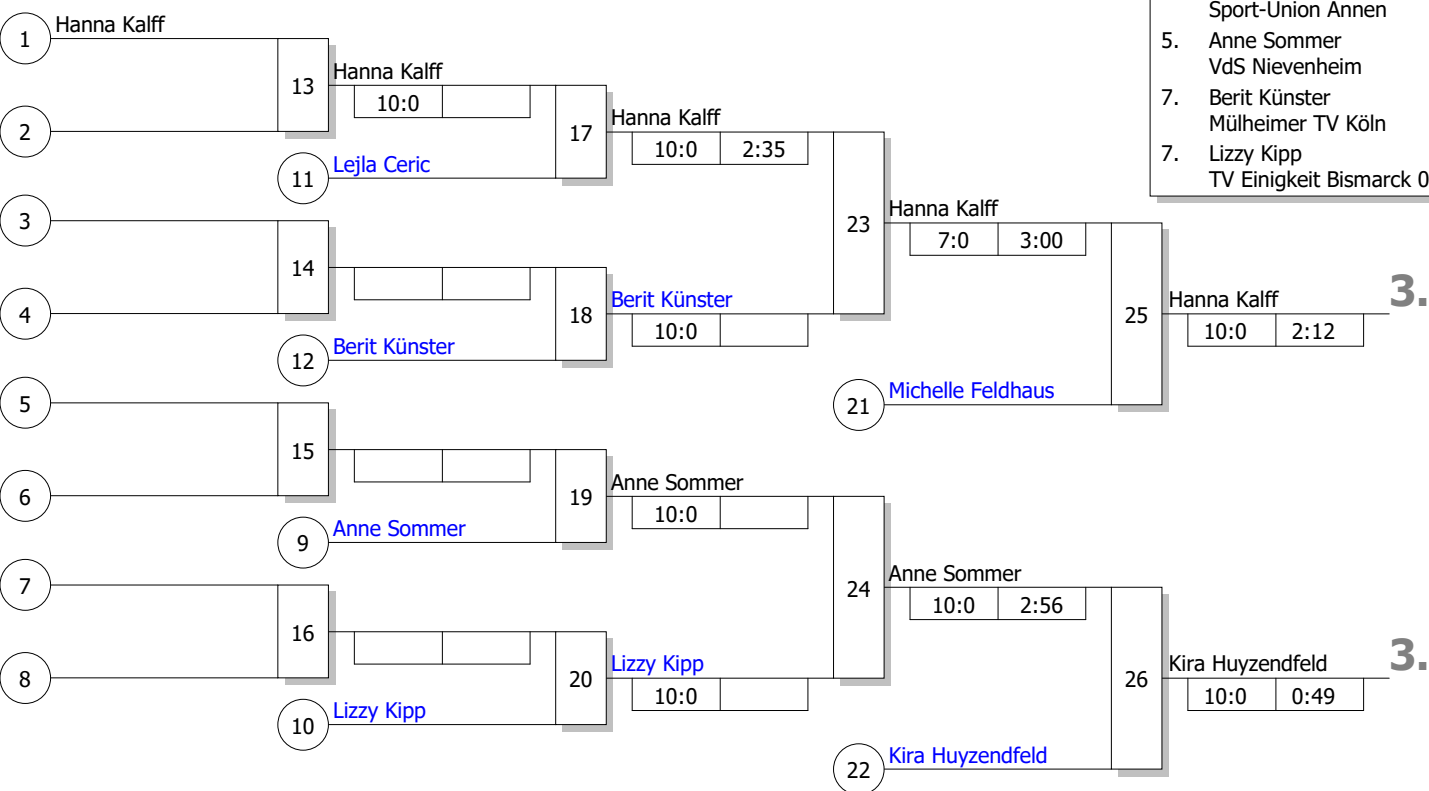 Sport-Union Annen
5. Anne Sommer
VdS Nievenheim
7. Berit Künster
Mülheimer TV Köln
7. Lizzy Kipp
TV Einigkeit Bismarck 0
1 Hanna Kalff
13 Hanna Kalff
10:0
2
17 Hanna Kalff
10:0 2:35
11 Lejla Ceric
3
23 Hanna Kalff
7:0 3:00
14
4
18 Berit Künster
10:0
12 Berit Künster
25 Hanna Kalff 3.
10:0 2:12
5
21 Michelle Feldhaus
15
6
19 Anne Sommer
10:0
9 Anne Sommer
7
24 Anne Sommer
10:0 2:56
16
8
20 Lizzy Kipp
10:0
10 Lizzy Kipp
26 Kira Huyzendfeld 3.
10:0 0:49
22 Kira Huyzendfeld